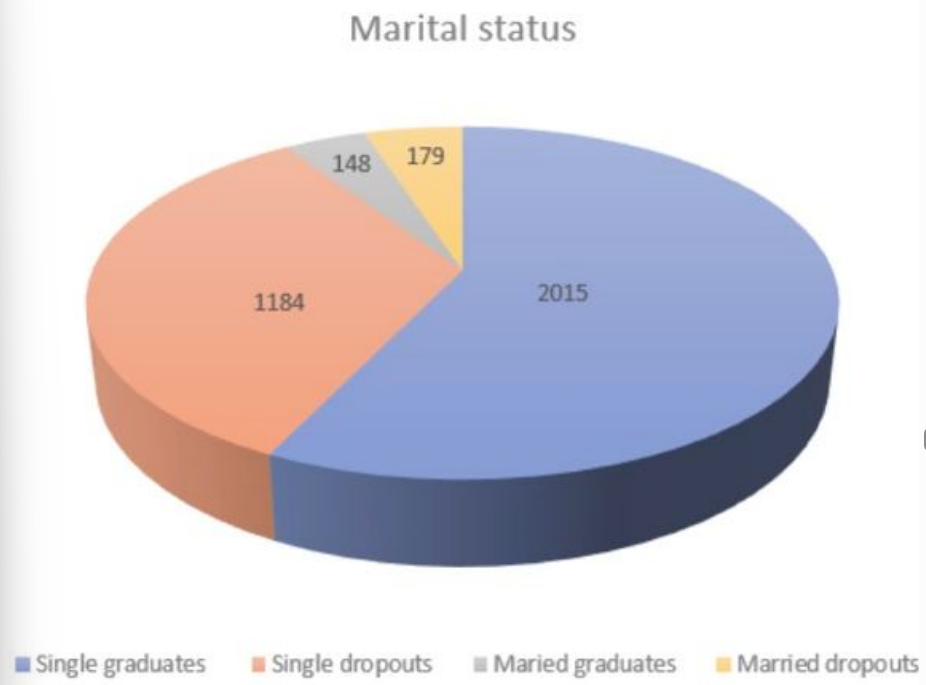 Marital status
148 179
1184 2015
Single graduates Single dropouts Maried graduates Married dropouts